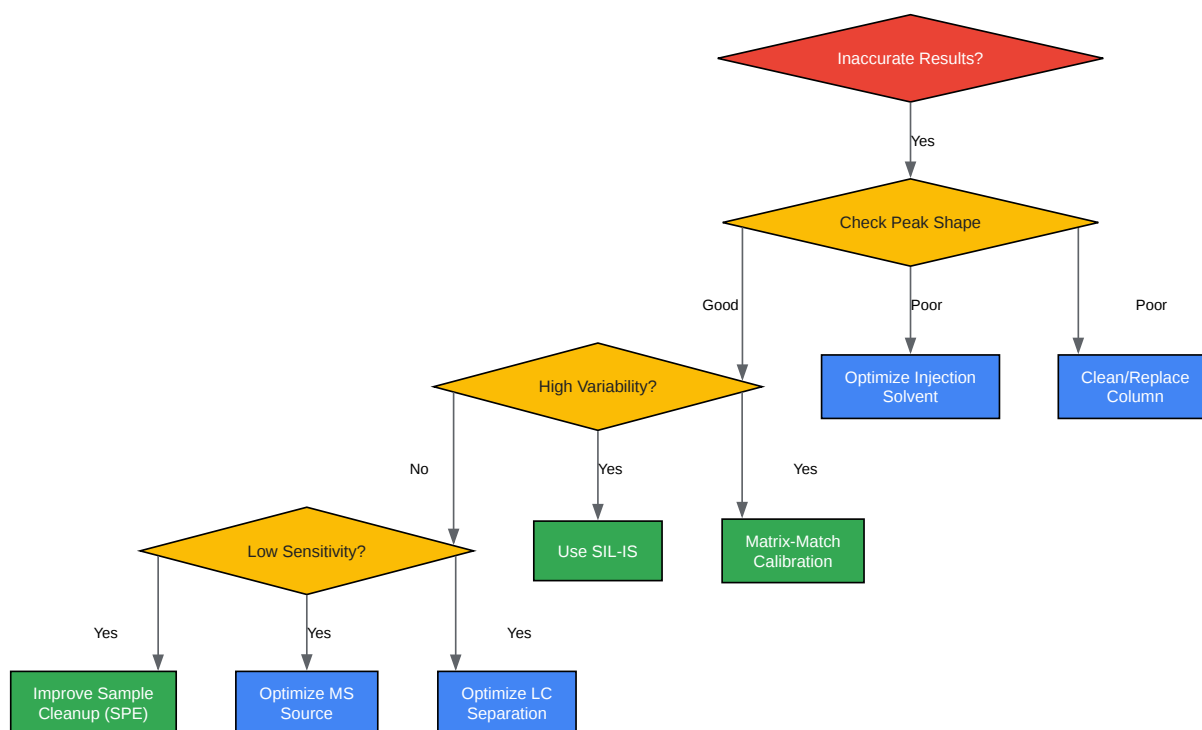 Inaccurate Results?
Yes
Check Peak Shape
Good
Poor
Poor
Optimize Injection
Solvent
Clean/Replace
Column
High Variability?
No
Yes
Yes
Use SIL-IS
Matrix-Match
Calibration
Low Sensitivity?
Yes
Yes
Yes
Improve Sample
Cleanup (SPE)
Optimize MS
Source
Optimize LC
Separation